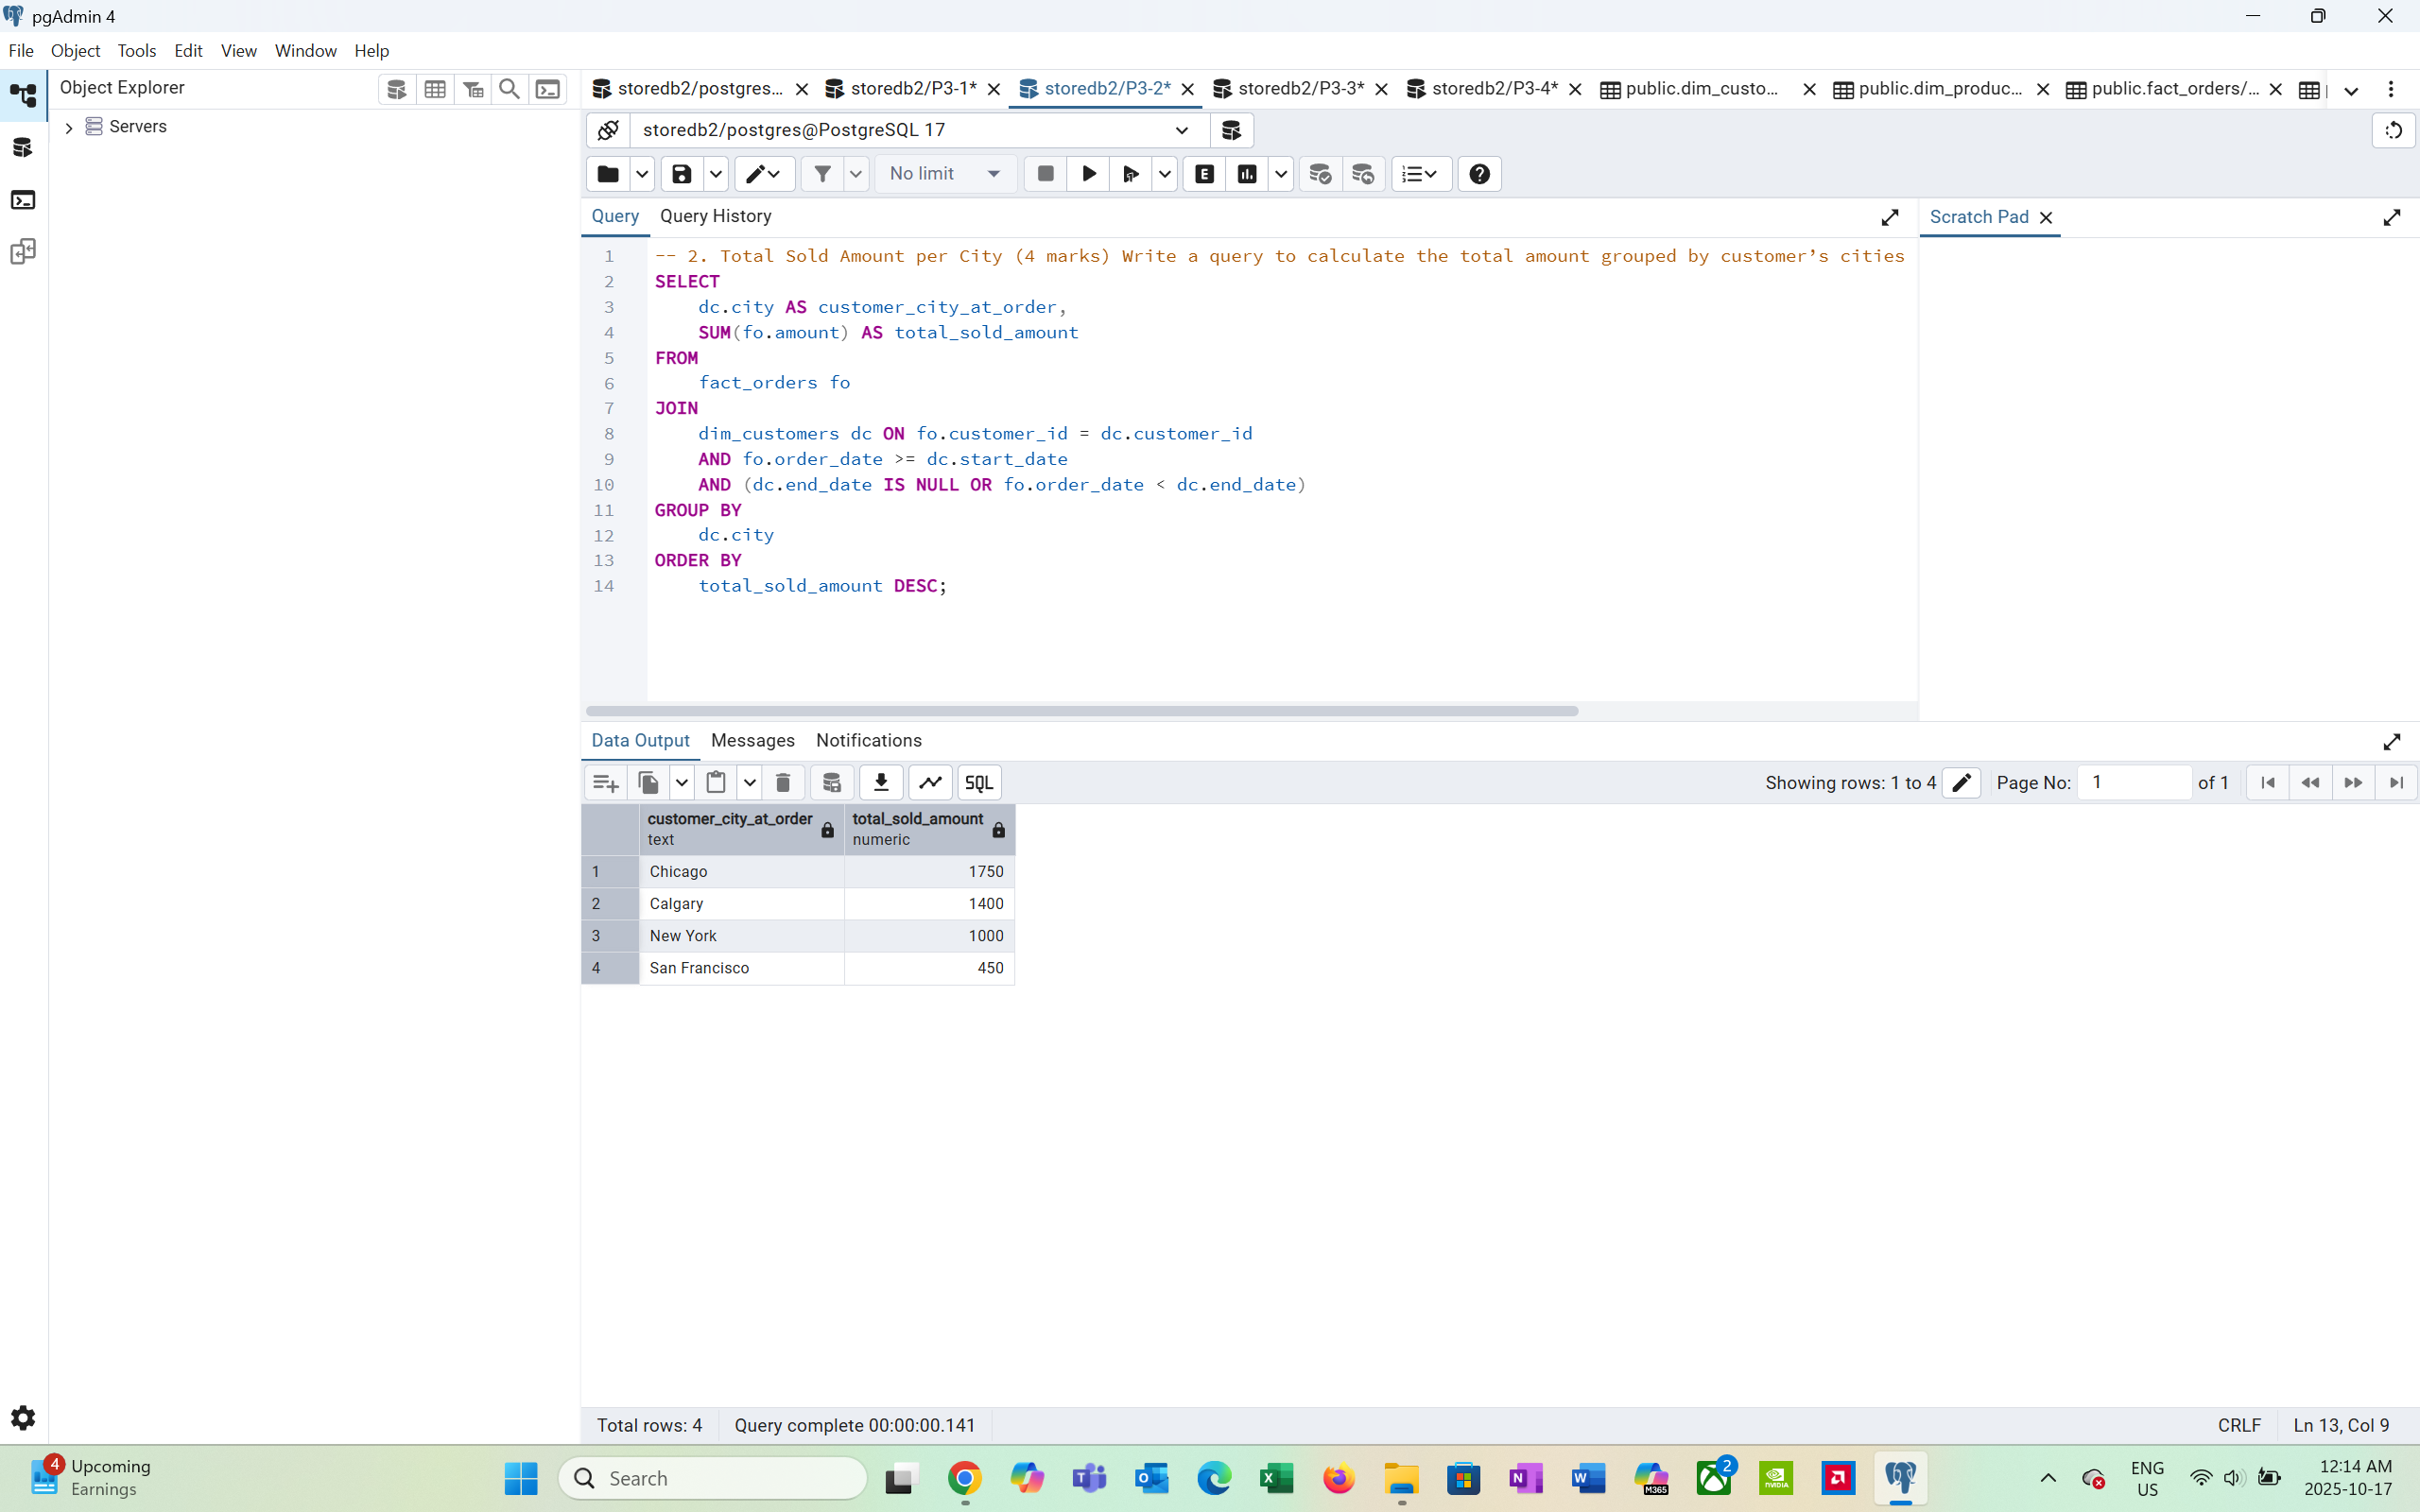 pgAdmin 4
File Object Tools Edit View Window Help
Object Explorer
Servers
storedb2/postgres... storedb2/P3-1* storedb2/P3-2* storedb2/P3-3* storedb2/P3-4* public.dim_custo... public.dim_produc... public.fact_orders/...
storedb2/postgres@PostgreSQL 17
No limit E
Query Query History Scratch Pad
1 -- 2. Total Sold Amount per City (4 marks) Write a query to calculate the total amount grouped by customer’s cities
2 SELECT
3 dc.city AS customer_city_at_order,
4 SUM(fo.amount) AS total_sold_amount
5 FROM
6 fact_orders fo
7 JOIN
8 dim_customers dc ON fo.customer_id = dc.customer_id
9 AND fo.order_date >= dc.start_date
10 AND (dc.end_date IS NULL OR fo.order_date < dc.end_date)
11 GROUP BY
12 dc.city
13 ORDER BY
14 total_sold_amount DESC;
Data Output Messages Notifications
SQL Showing rows: 1 to 4 Page No: 1 of 1
customer_city_at_order total_sold_amount
text numeric
1 Chicago 1750
2 Calgary 1400
3 New York 1000
4 San Francisco 450
Total rows: 4 Query complete 00:00:00.141 CRLF Ln 13, Col 9
4 Upcoming
Earnings
Search
M365
2
NVIDIA
ENG
US
12:14 AM
2025-10-17